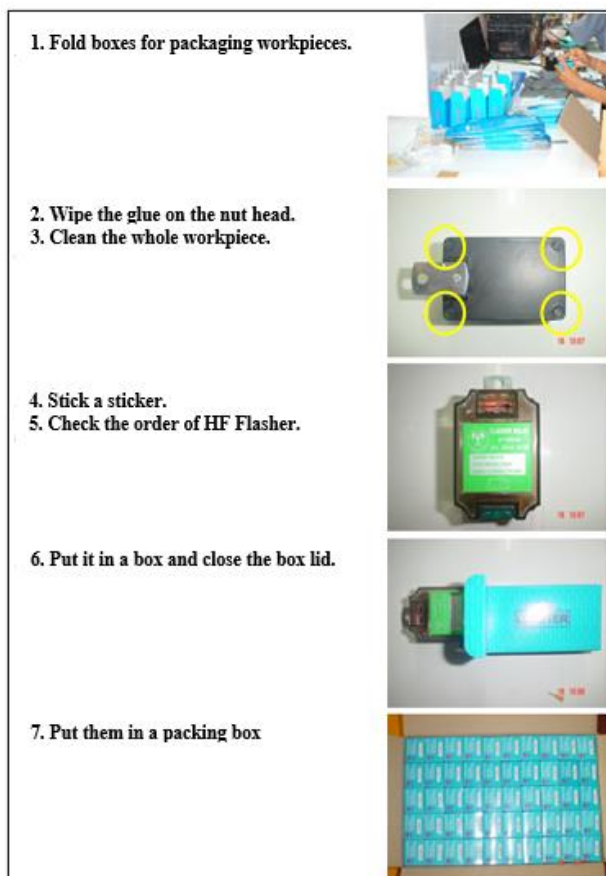 1. Fold boxes for packaging workpieces.
2. Wipe the glue on the nut head.
3. Clean the whole workpiece.
4. Stick a sticker.
5. Check the order of HF Flasher.
6. Put it in a box and close the box lid.
7. Put them in a packing box